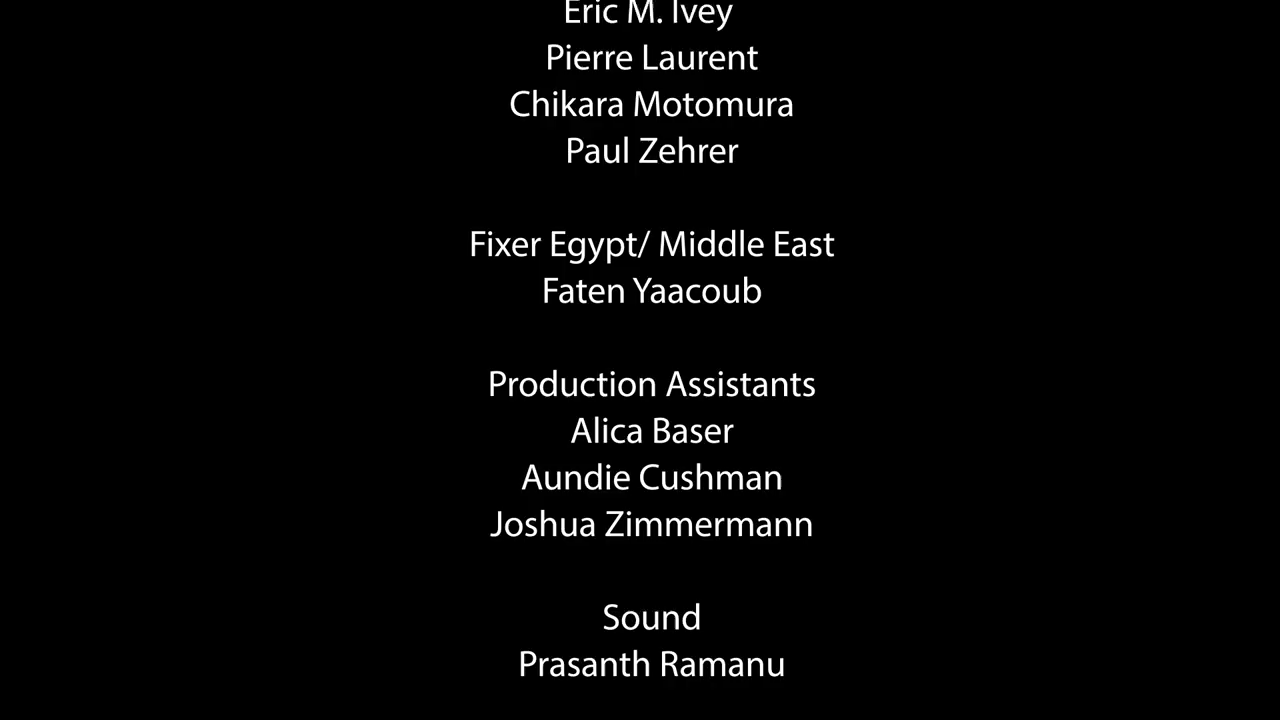 Eric M. Ivey
Pierre Laurent
Chikara Motomura
Paul Zehrer
Fixer Egypt/ Middle East
Faten Yaacoub
Production Assistants
Alica Baser
Aundie Cushman
Joshua Zimmermann
Sound
Prasanth Ramanu